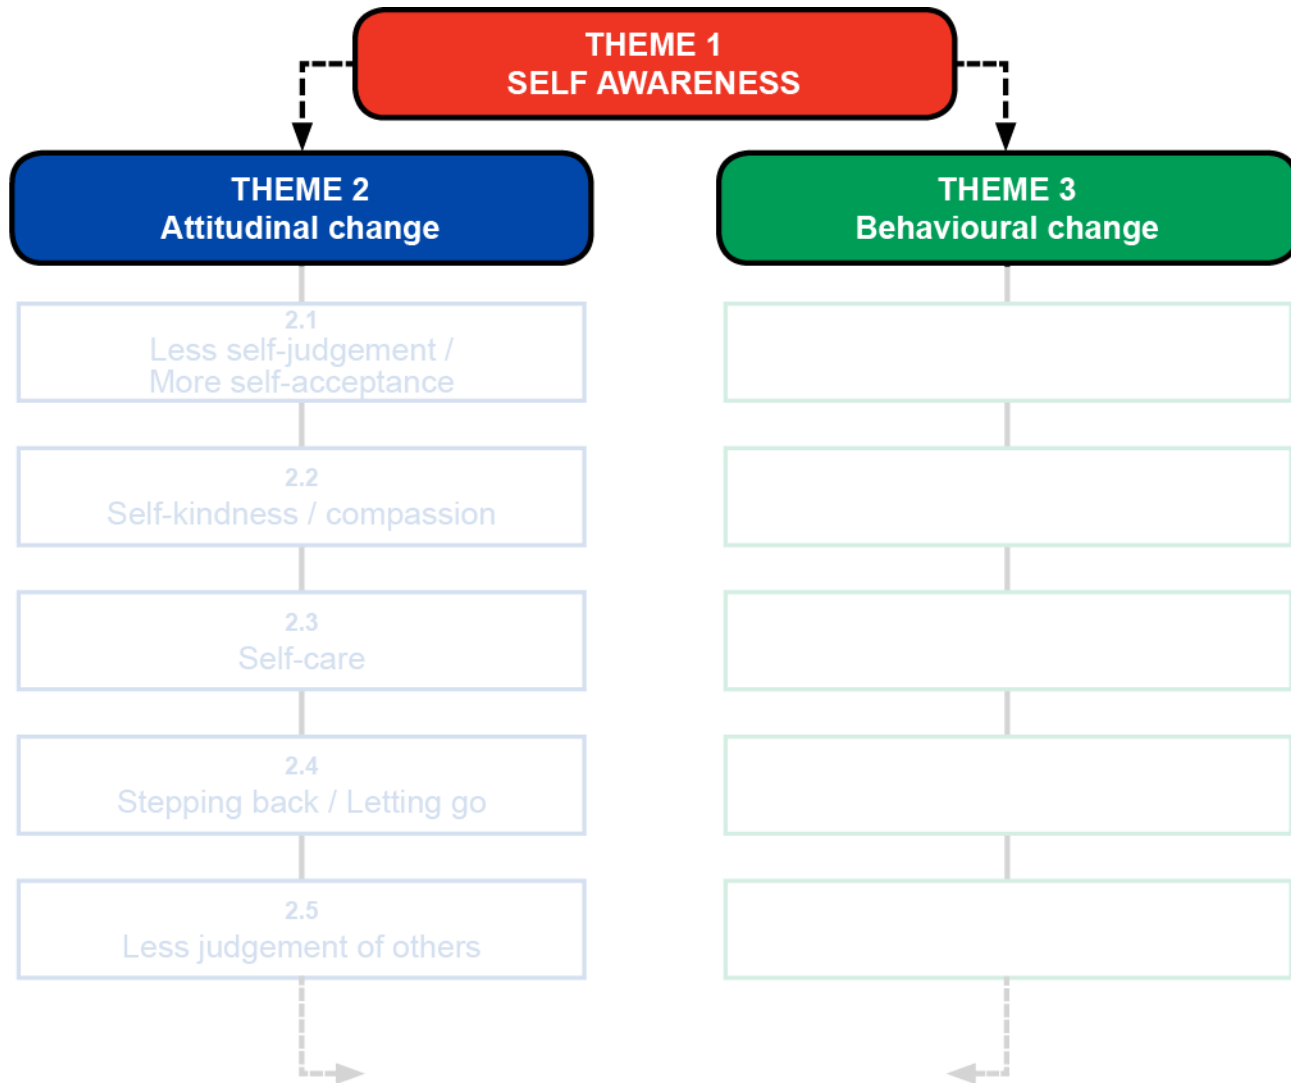 THEME 1
SELF AWARENESS
THEME 2
Attitudinal change
THEME 3
Behavioural change
2.1
Less self-judgement /
More self-acceptance
2.2
Self-kindness / compassion
2.3
Self-care
2.4
Stepping back / Letting go
2.5
Less judgement of others